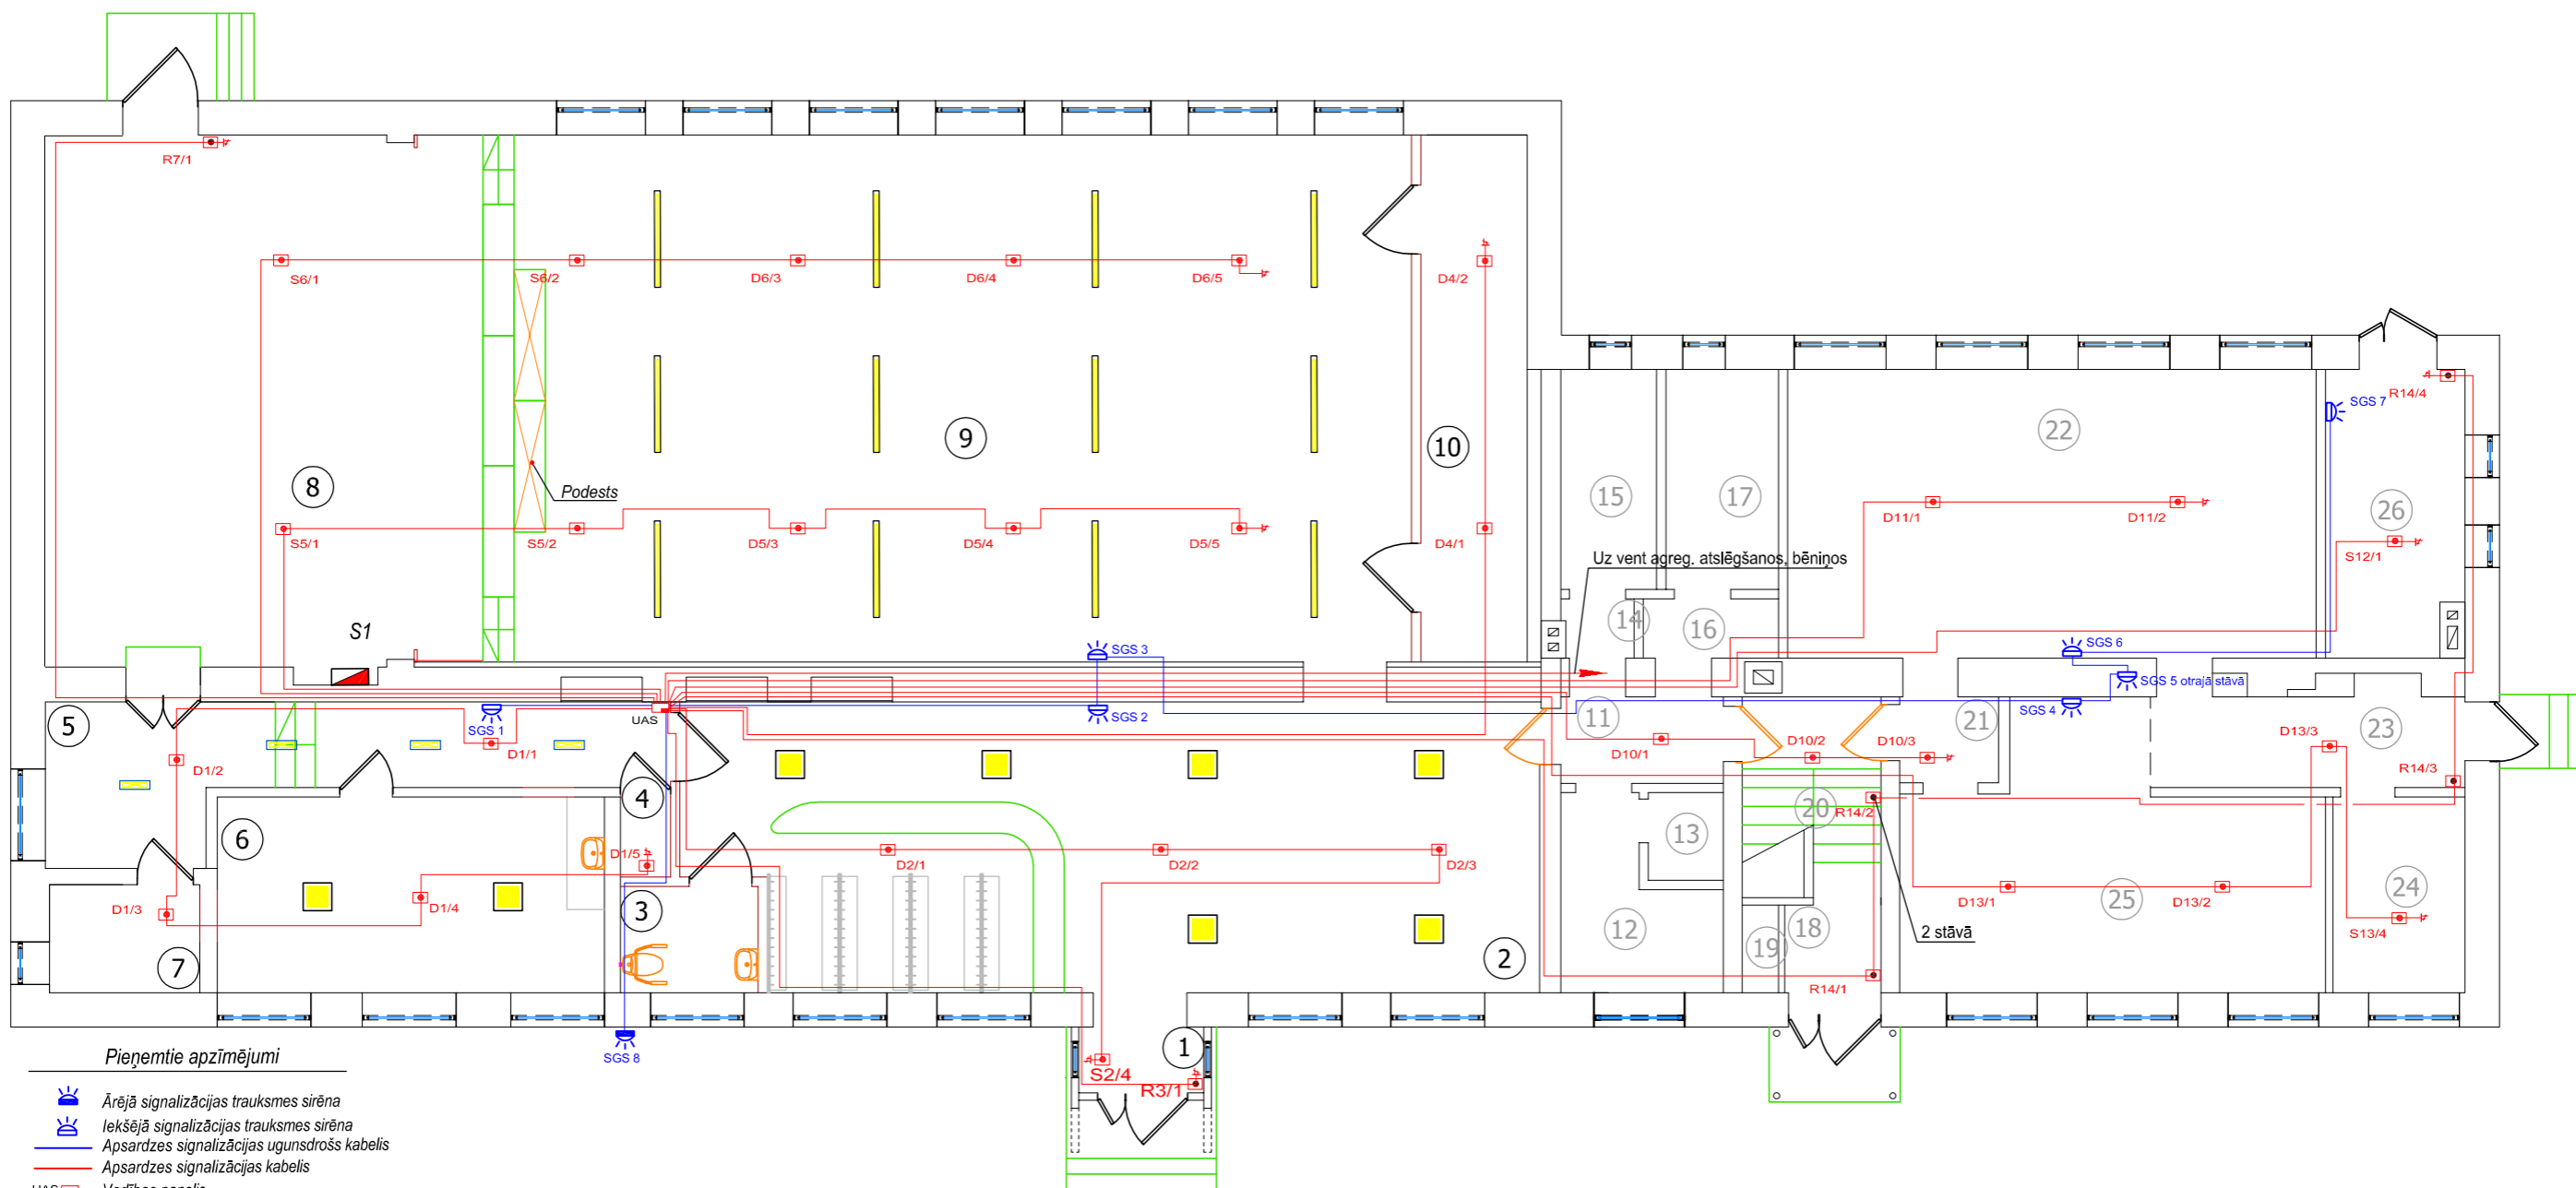 R7/1
S6/1
S6/2
D6/3
D6/4
D6/5
D4/2
R14/4
SGS 7
9
10
22
8
Podests
15
17
D11/1
D11/2
26
S5/1
S5/2
D5/3
D5/4
D5/5
D4/1
S12/1
Uz vent agreg. atslēgšanos, bēniņos
S1
14
16
SGS 3
SGS 6
SGS 5 otrajā stāvā
5
UAS
SGS 1
SGS 2
11
SGS 4
21
23
D1/1
D1/2
D10/1
D10/2
D10/3
D13/3
R14/3
4
6
20
R14/2
13
D1/5
D2/1
D2/2
D2/3
D1/3
D1/4
3
D13/1
D13/2
25
24
12
18
19
2 stāvā
S13/4
7
2
R14/1
SGS 8
1
S2/4
R3/1
Pieņemtie apzīmējumi
Ārējā signalizācijas trauksmes sirēna
Iekšējā signalizācijas trauksmes sirēna
Apsardzes signalizācijas ugunsdrošs kabelis
Apsardzes signalizācijas kabelis